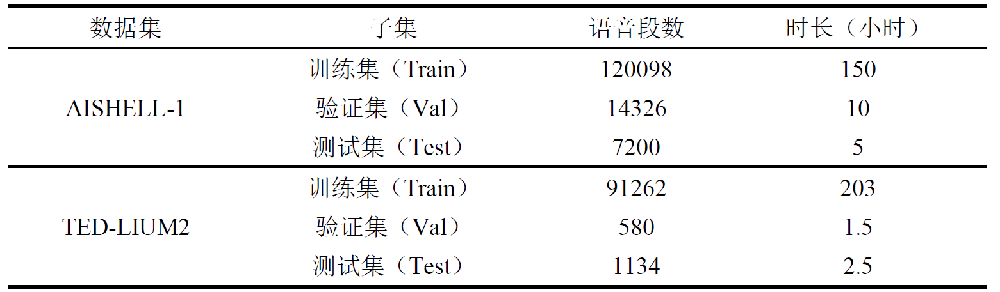 数据集 子集 语音段数 时长（小时）
训练集（Train） 120098 150
AISHELL-1 验证集（Val） 14326 10
测试集（Test） 7200 5
训练集（Train） 91262 203
TED-LIUM2 验证集（Val） 580 1.5
测试集（Test） 1134 2.5